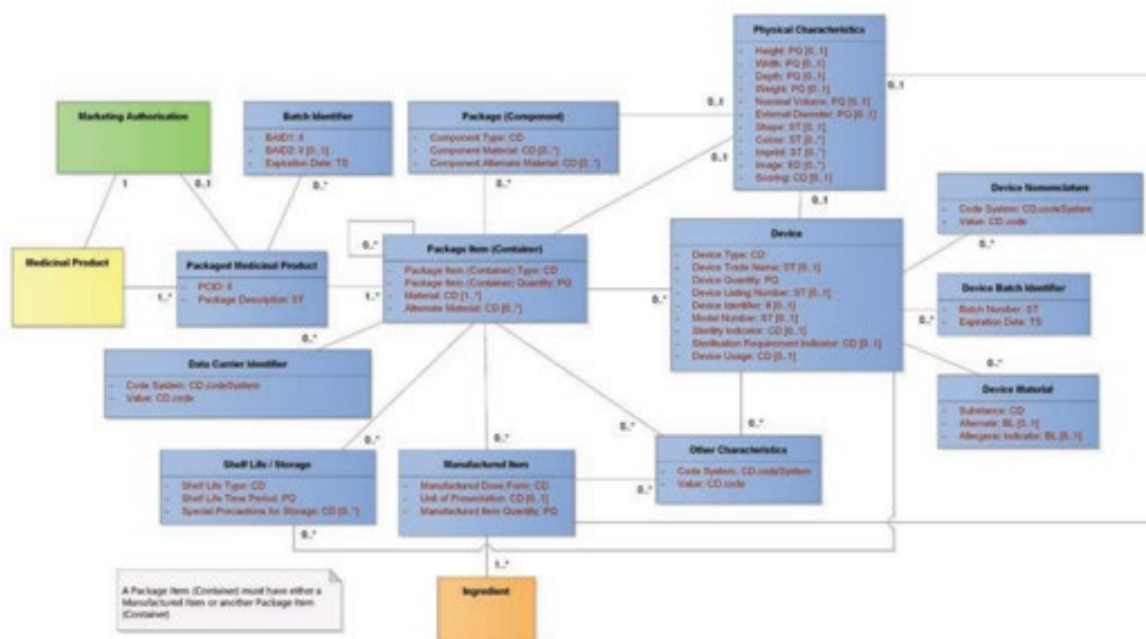 Physical Characteristics
- Height: PQ [0..1]
- Width: PQ [0..1]
- Depth: PQ [0..1]
- Weight: PQ [0..1]
- Nominal Volume: PQ [0..1]
- External Diameter: PQ [0..1]
- Shape: ST [0..1]
- Colour: ST [0..*]
- Imprint: ST [0..*]
- Image: ED [0..*]
- Scoring: CD [0..1]
0..1
0..1
0..1
0..1
Marketing Authorisation
1
0..1
Batch Identifier
- BAID1: II
- BAID2: II [0..1]
- Expiration Date: TS
0..*
Package (Component)
- Component Type: CD
- Component Material: CD [0..*]
- Component Alternate Material: CD [0..*]
0..*
Device Nomenclature
- Code System: CD.codeSystem
- Value: CD.code
0..*
Medicinal Product
1..*
Packaged Medicinal Product
- PCID: II
- Package Description: ST
1..*
0..*
Package Item (Container)
- Package Item (Container) Type: CD
- Package Item (Container) Quantity: PQ
- Material: CD [1..*]
- Alternate Material: CD [0..*]
0..*
Device
- Device Type: CD
- Device Trade Name: ST [0..1]
- Device Quantity: PQ
- Device Listing Number: ST [0..1]
- Device Identifier: II [0..1]
- Model Number: ST [0..1]
- Sterility Indicator: CD [0..1]
- Sterilisation Requirement Indicator: CD [0..1]
- Device Usage: CD [0..1]
Device Batch Identifier
- Batch Number: ST
- Expiration Date: TS
0..*
0..*
Data Carrier Identifier
- Code System: CD.codeSystem
- Value: CD.code
0..*
Device Material
- Substance: CD
- Alternate: BL [0..1]
- Allergenic Indicator: BL [0..1]
0..*
0..*
0..*
0..*
Shelf Life / Storage
- Shelf Life Type: CD
- Shelf Life Time Period: PQ
- Special Precautions for Storage: CD [0..*]
0..*
Manufactured Item
- Manufactured Dose Form: CD
- Unit of Presentation: CD [0..1]
- Manufactured Item Quantity: PQ
0..*
Other Characteristics
- Code System: CD.codeSystem
- Value: CD.code
1..*
A Package Item (Container) must have either a
Manufactured Item or another Package Item
(Container)
Ingredient